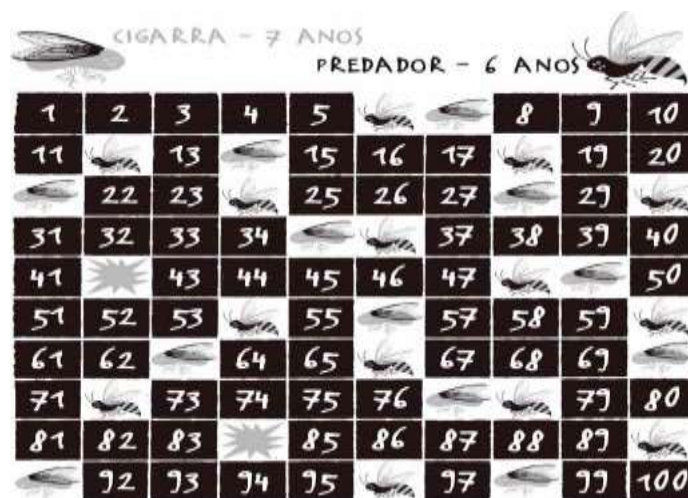 CIGARRA - 7 ANOS
PREDADOR - 6 ANOS
1 2 3 4 5 8 9 10
11 13 15 16 17 19 20
22 23 25 26 27 29
31 32 33 34 37 38 39 40
41 43 44 45 46 47 50
51 52 53 55 57 58 59
61 62 64 65 67 68 69
71 73 74 75 76 79 80
81 82 83 85 86 87 88 89
92 93 94 95 97 99 100